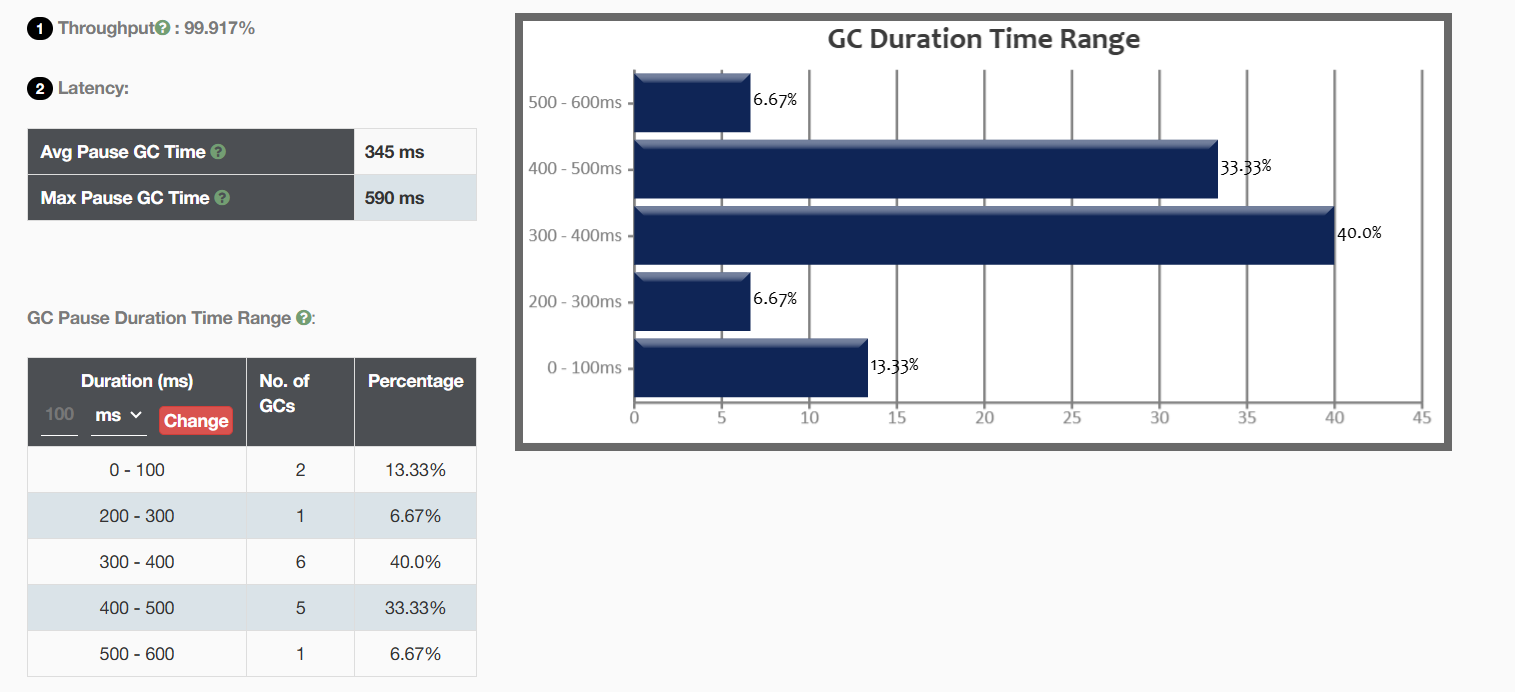 1 Throughput? : 99.917%
2 Latency:
Avg Pause GC Time ? 345 ms
Max Pause GC Time ? 590 ms
GC Pause Duration Time Range ?:
Duration (ms) No. of GCs Percentage
100 ms Change
0 - 100 2 13.33%
200 - 300 1 6.67%
300 - 400 6 40.0%
400 - 500 5 33.33%
500 - 600 1 6.67%
GC Duration Time Range
500 - 600ms 6.67%
400 - 500ms 33.33%
300 - 400ms 40.0%
200 - 300ms 6.67%
0 - 100ms 13.33%
0 5 10 15 20 25 30 35 40 45